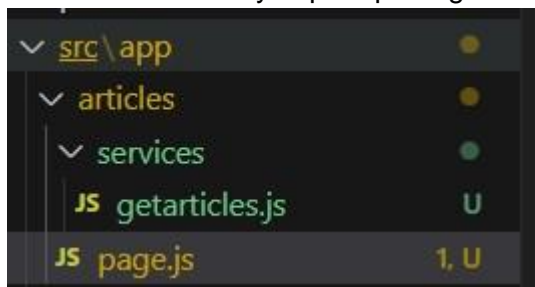 src\app
articles
services
JS getarticles.js U
JS page.js 1, U